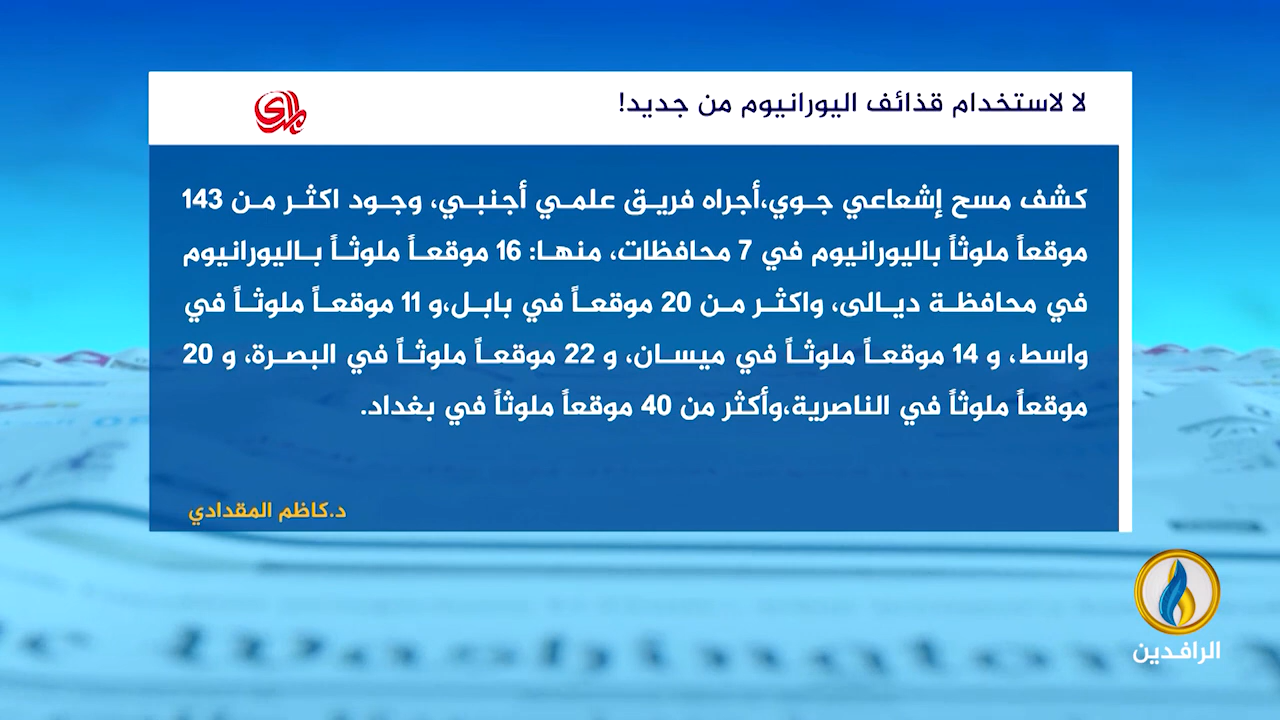 لا لاستخدام قذائف اليورانيوم من جديد!
المدى
كشف مسح إشعاعي جوي،أجراه فريق علمي أجنبي، وجود اكثر من 143
موقعاً ملوثاً باليورانيوم في 7 محافظات، منها: 16 موقعاً ملوثاً باليورانيوم
في محافظة ديالى، واكثر من 20 موقعاً في بابل،و 11 موقعاً ملوثاً في
واسط، و 14 موقعاً ملوثاً في ميسان، و 22 موقعاً ملوثاً في البصرة، و 20
موقعاً ملوثاً في الناصرية،وأكثر من 40 موقعاً ملوثاً في بغداد.
د.كاظم المقدادي
الرافدين